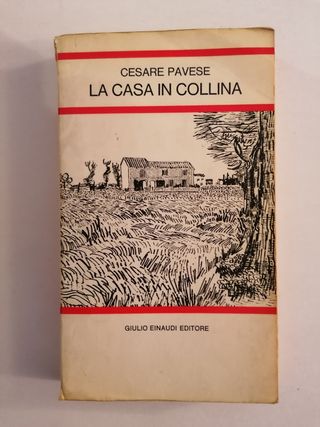 CESARE PAVESE
LA CASA IN COLLINA
GIULIO EINAUDI EDITORE